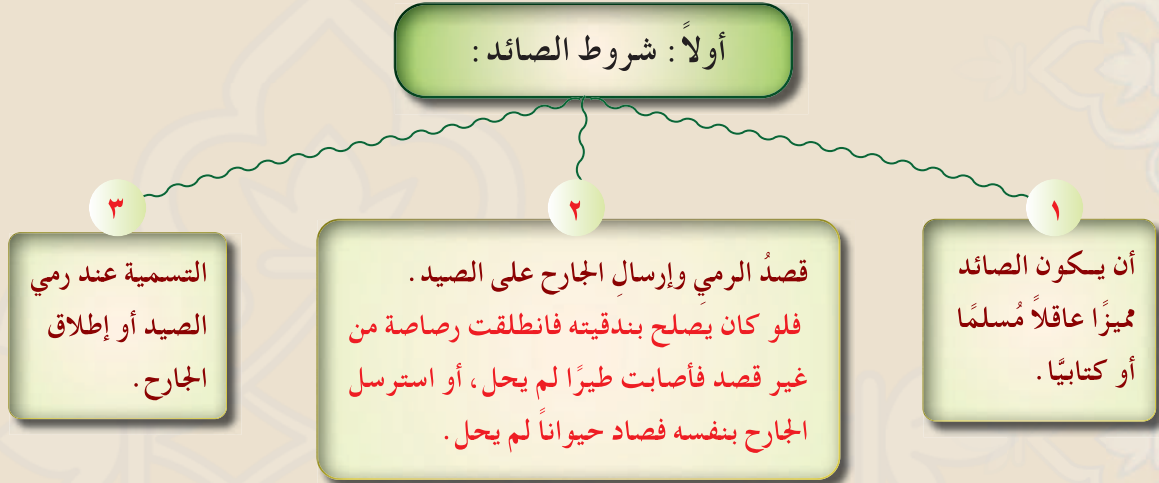 أولاً: شروط الصائد:
١
أن يكون الصائد
مميزًا عاقلاً مُسلمًا
أو كتابيًّا.
٢
قصدُ الرميِ وإرسالِ الجارح على الصيد.
فلو كان يصلح بندقيته فانطلقت رصاصة من
غير قصد فأصابت طيرًا لم يحل، أو استرسل
الجارح بنفسه فصاد حيواناً لم يحل.
٣
التسمية عند رمي
الصيد أو إطلاق
الجارح.